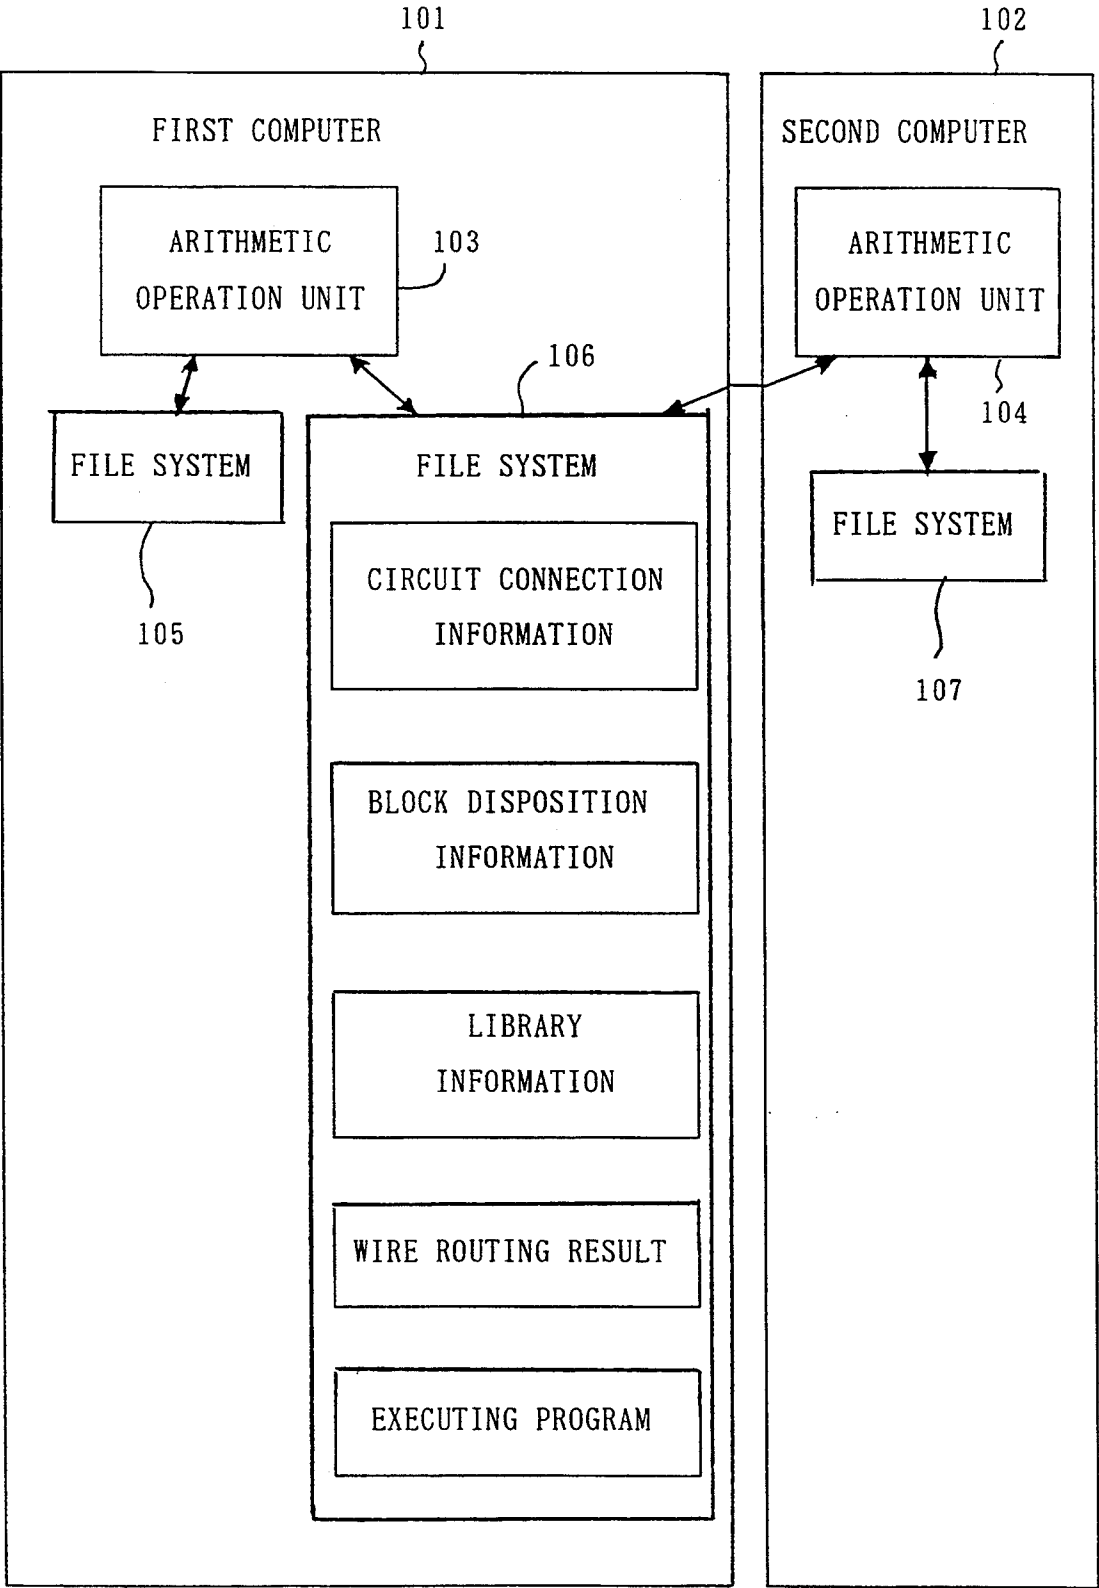 101
102
FIRST COMPUTER
SECOND COMPUTER
ARITHMETIC
OPERATION UNIT
103
ARITHMETIC
OPERATION UNIT
104
106
FILE SYSTEM
105
FILE SYSTEM
FILE SYSTEM
107
CIRCUIT CONNECTION
INFORMATION
BLOCK DISPOSITION
INFORMATION
LIBRARY
INFORMATION
WIRE ROUTING RESULT
EXECUTING PROGRAM